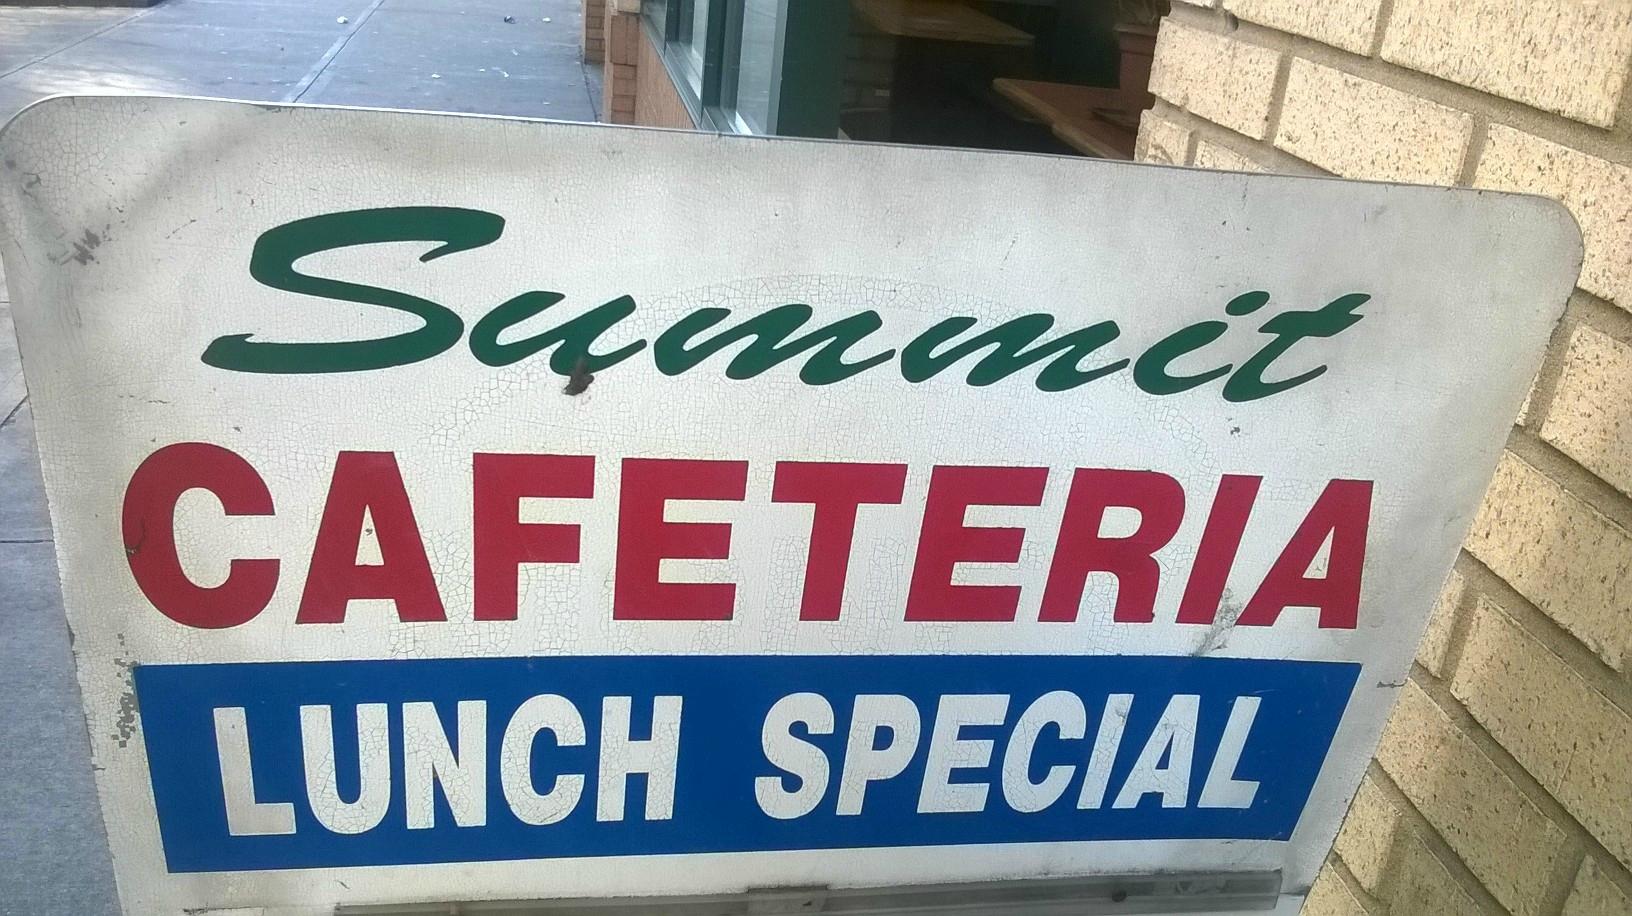 Summit
CAFETERIA
LUNCH SPECIAL